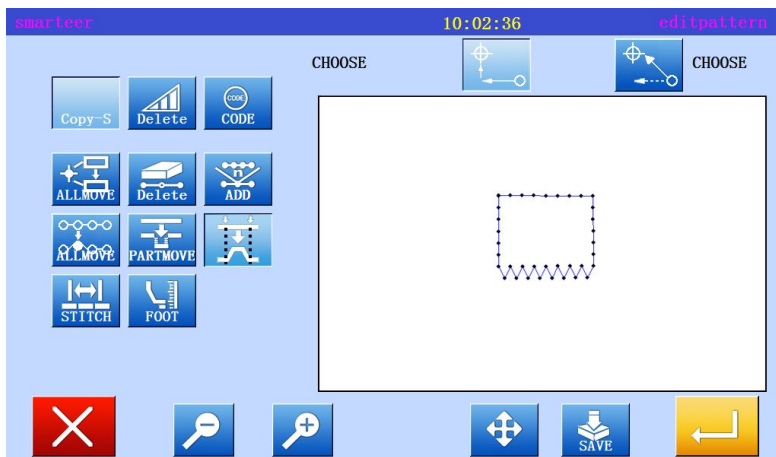 smarteer 10:02:36 editpattern
CHOOSE CHOOSE
Copy-S Delete CODE CODE
ALLMOVE Delete n ADD
ALLMOVE PARTMOVE
STITCH FOOT
SAVE